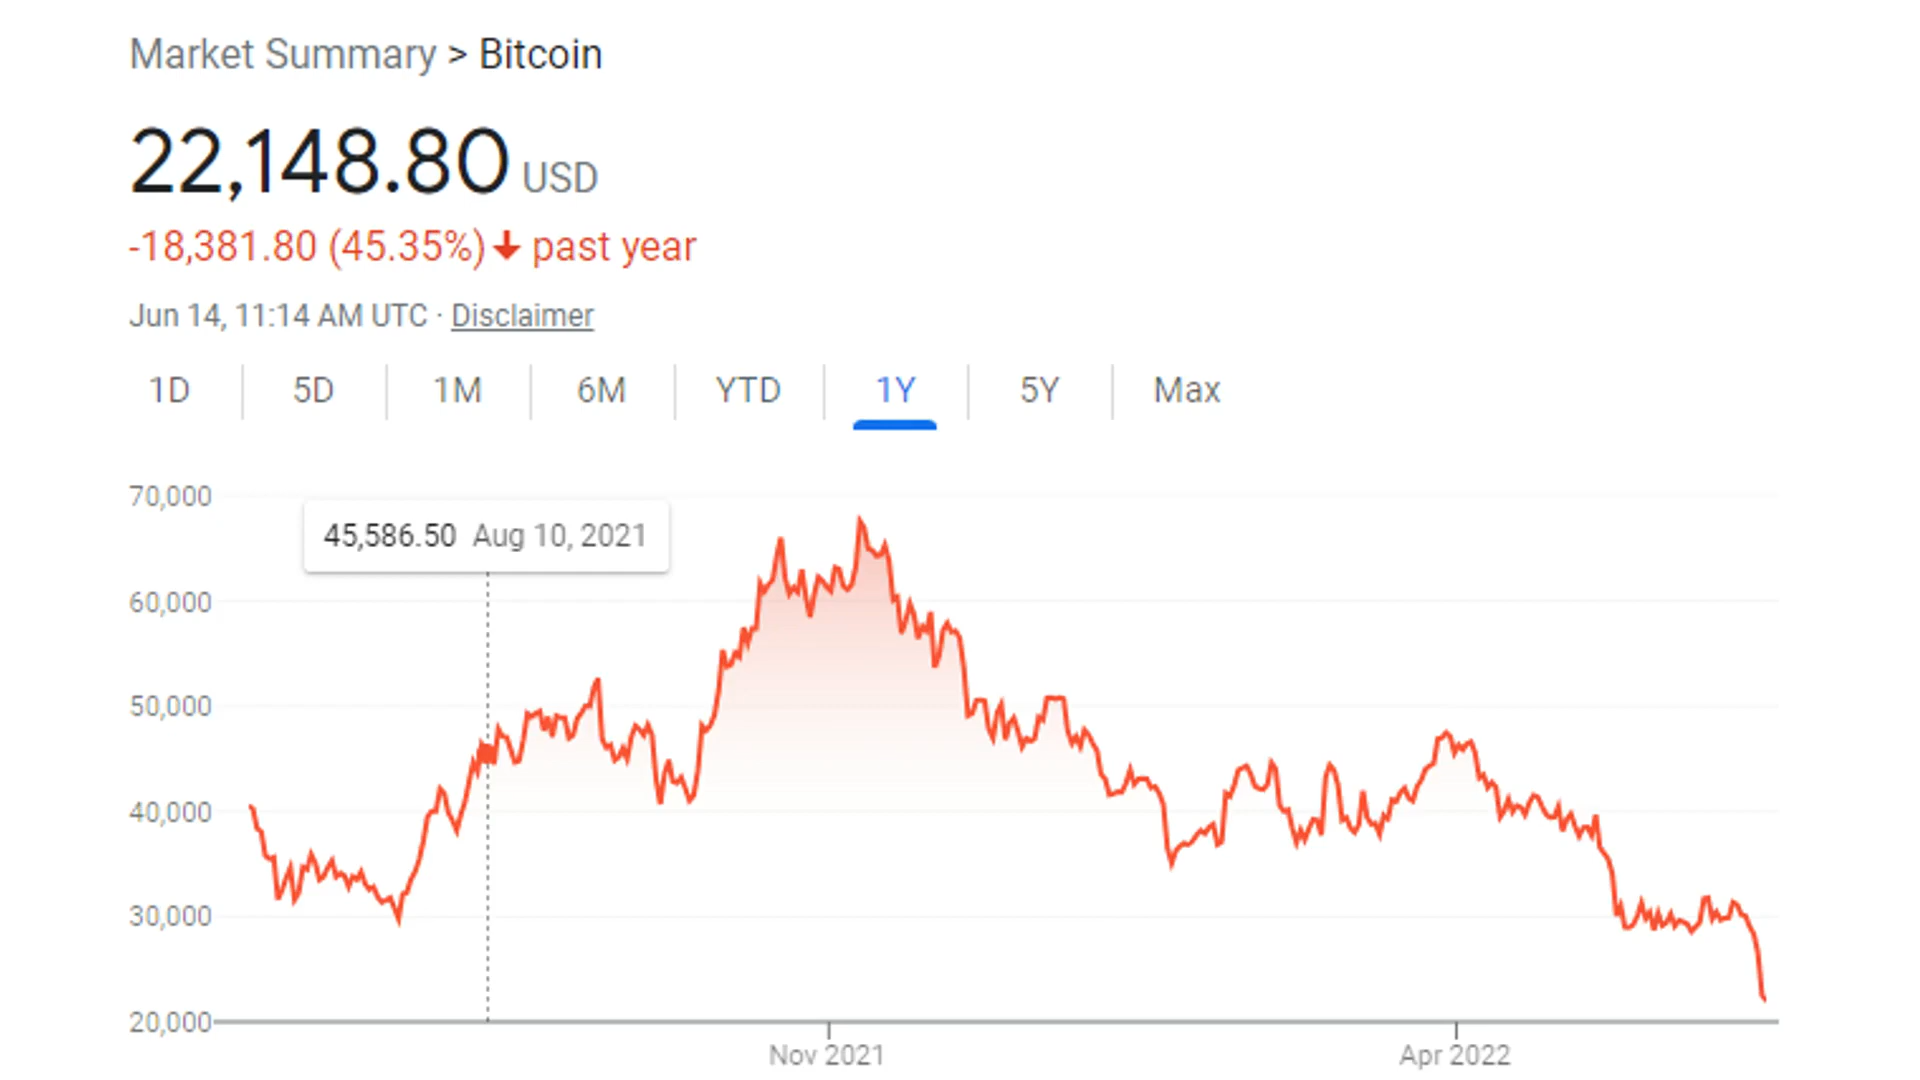 Market Summary > Bitcoin
22,148.80 USD
-18,381.80 (45.35%) ↓ past year
Jun 14, 11:14 AM UTC · Disclaimer
1D 5D 1M 6M YTD 1Y 5Y Max
70,000
45,586.50 Aug 10, 2021
60,000
50,000
40,000
30,000
20,000
Nov 2021 Apr 2022